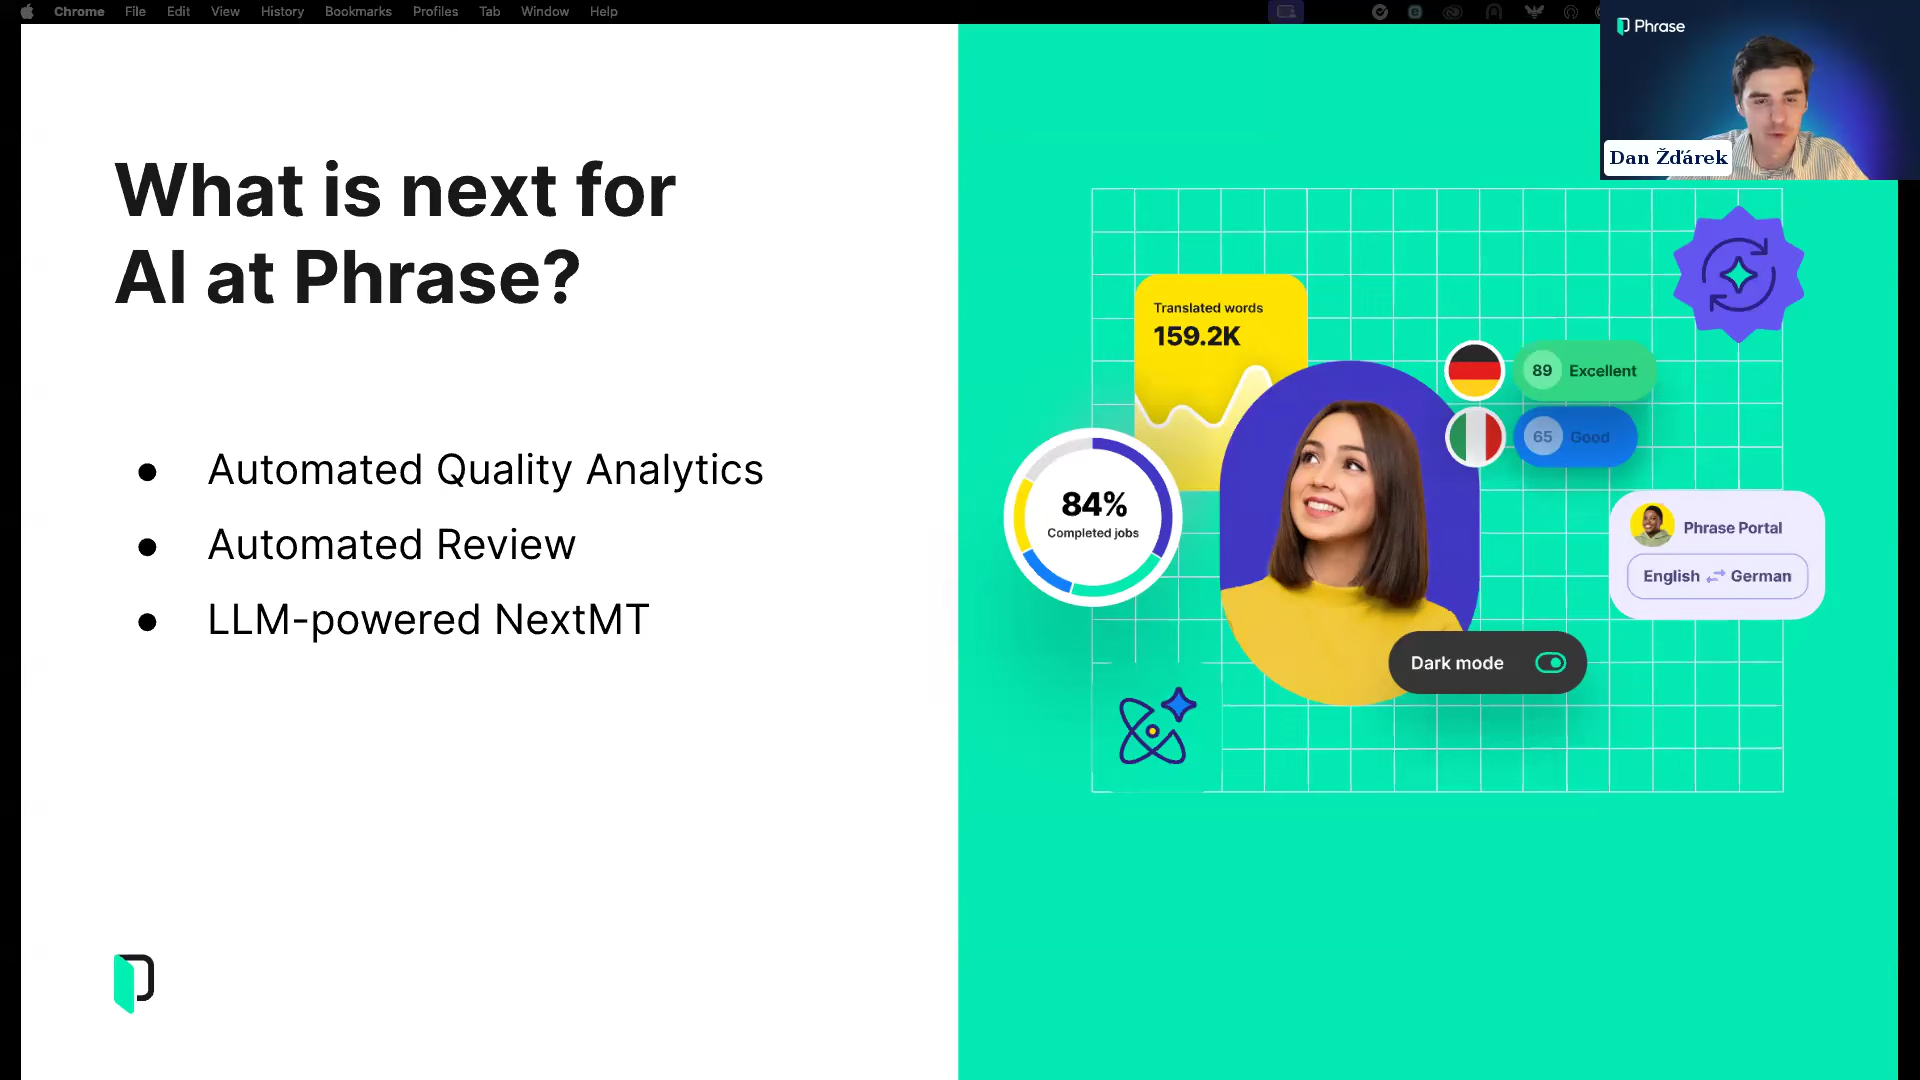 Chrome File Edit View History Bookmarks Profiles Tab Window Help
Phrase
Dan Žďárek
What is next for
AI at Phrase?
● Automated Quality Analytics
● Automated Review
● LLM-powered NextMT
Translated words
159.2K
89 Excellent
65 Good
84%
Completed jobs
Phrase Portal
English German
Dark mode